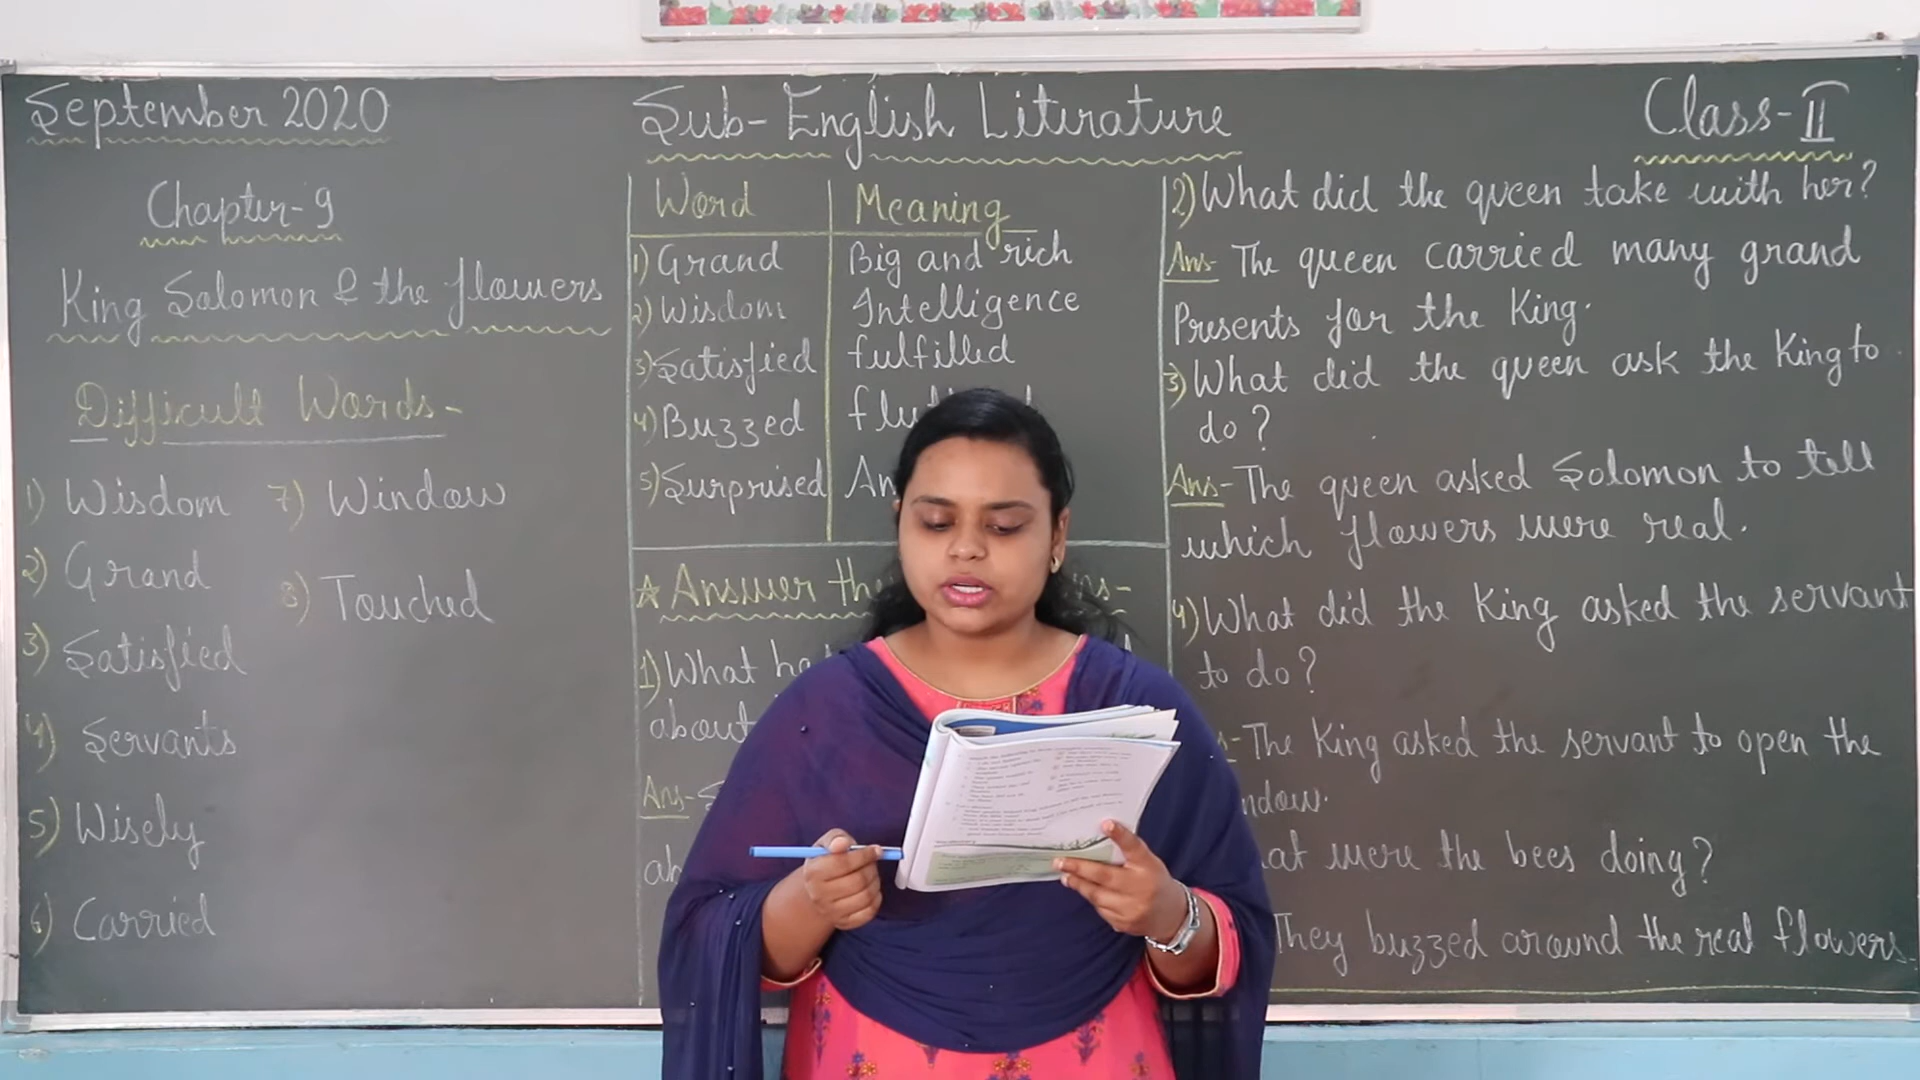 September 2020
Sub- English Literature
Class-II
Chapter-9
King Solomon & the flowers
Difficult Words-
1) Wisdom
2) Grand
3) Satisfied
4) Servants
5) Wisely
6) Carried
7) Window
8) Touched
Word Meaning
1) Grand Big and rich
2) Wisdom Intelligence
3) Satisfied fulfilled
4) Buzzed
5) Surprised
☆ Answer the
1) What
about
Ans-
2) What did the queen take with her?
Ans- The queen carried many grand
Presents for the King.
3) What did the queen ask the King to
do?
Ans- The queen asked Solomon to tell
which flowers were real.
4) What did the King asked the servant
to do?
The King asked the servant to open the
were the bees doing?
They buzzed around the real flowers.